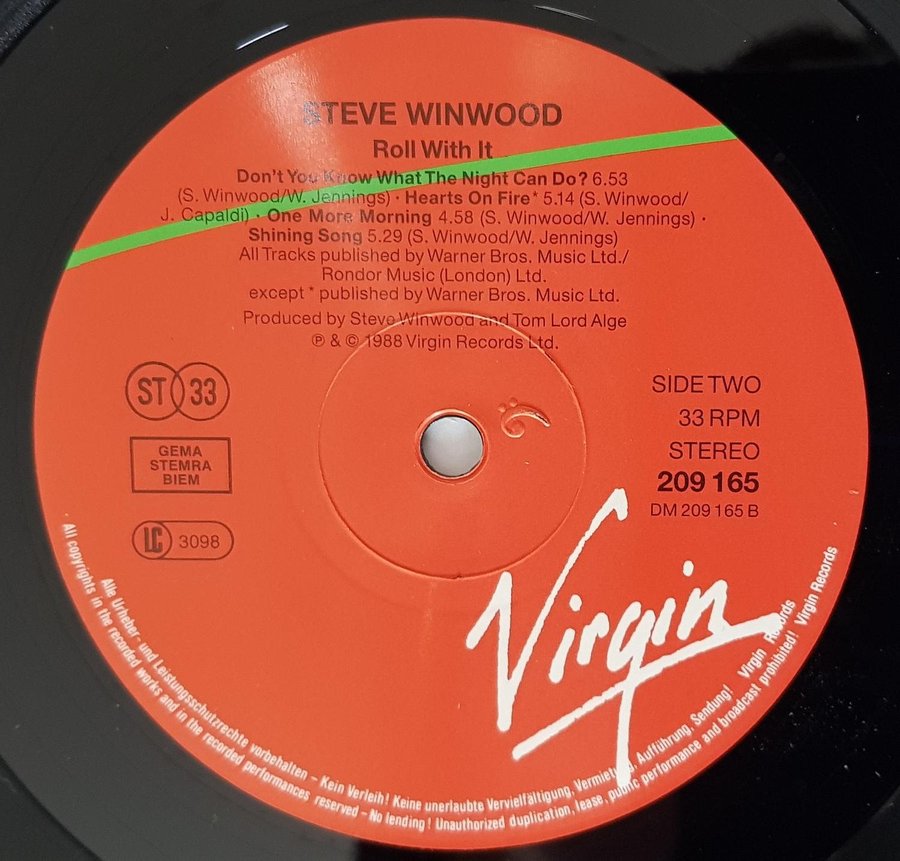 STEVE WINWOOD
Roll With It
Don't You Know What The Night Can Do? 6.53
(S. Winwood/W. Jennings) · Hearts On Fire* 5.14 (S. Winwood/
J. Capaldi) · One More Morning 4.58 (S. Winwood/W. Jennings) ·
Shining Song 5.29 (S. Winwood/W. Jennings)
All Tracks published by Warner Bros. Music Ltd./
Rondor Music (London) Ltd.
except * published by Warner Bros. Music Ltd.
Produced by Steve Winwood and Tom Lord Alge
℗ & © 1988 Virgin Records Ltd.
ST 33
GEMA
STEMRA
BIEM
LC 3098
SIDE TWO
33 RPM
STEREO
209 165
DM 209 165 B
Virgin
Alle Urheber- und Leistungsschutzrechte vorbehalten – Kein Verleih! Keine unerlaubte Vervielfältigung, Vermietung, Aufführung, Sendung! Virgin Records
All copyrights in the recorded works and in the recorded performances reserved – No lending! Unauthorized duplication, lease, public performance and broadcast prohibited! Virgin Records